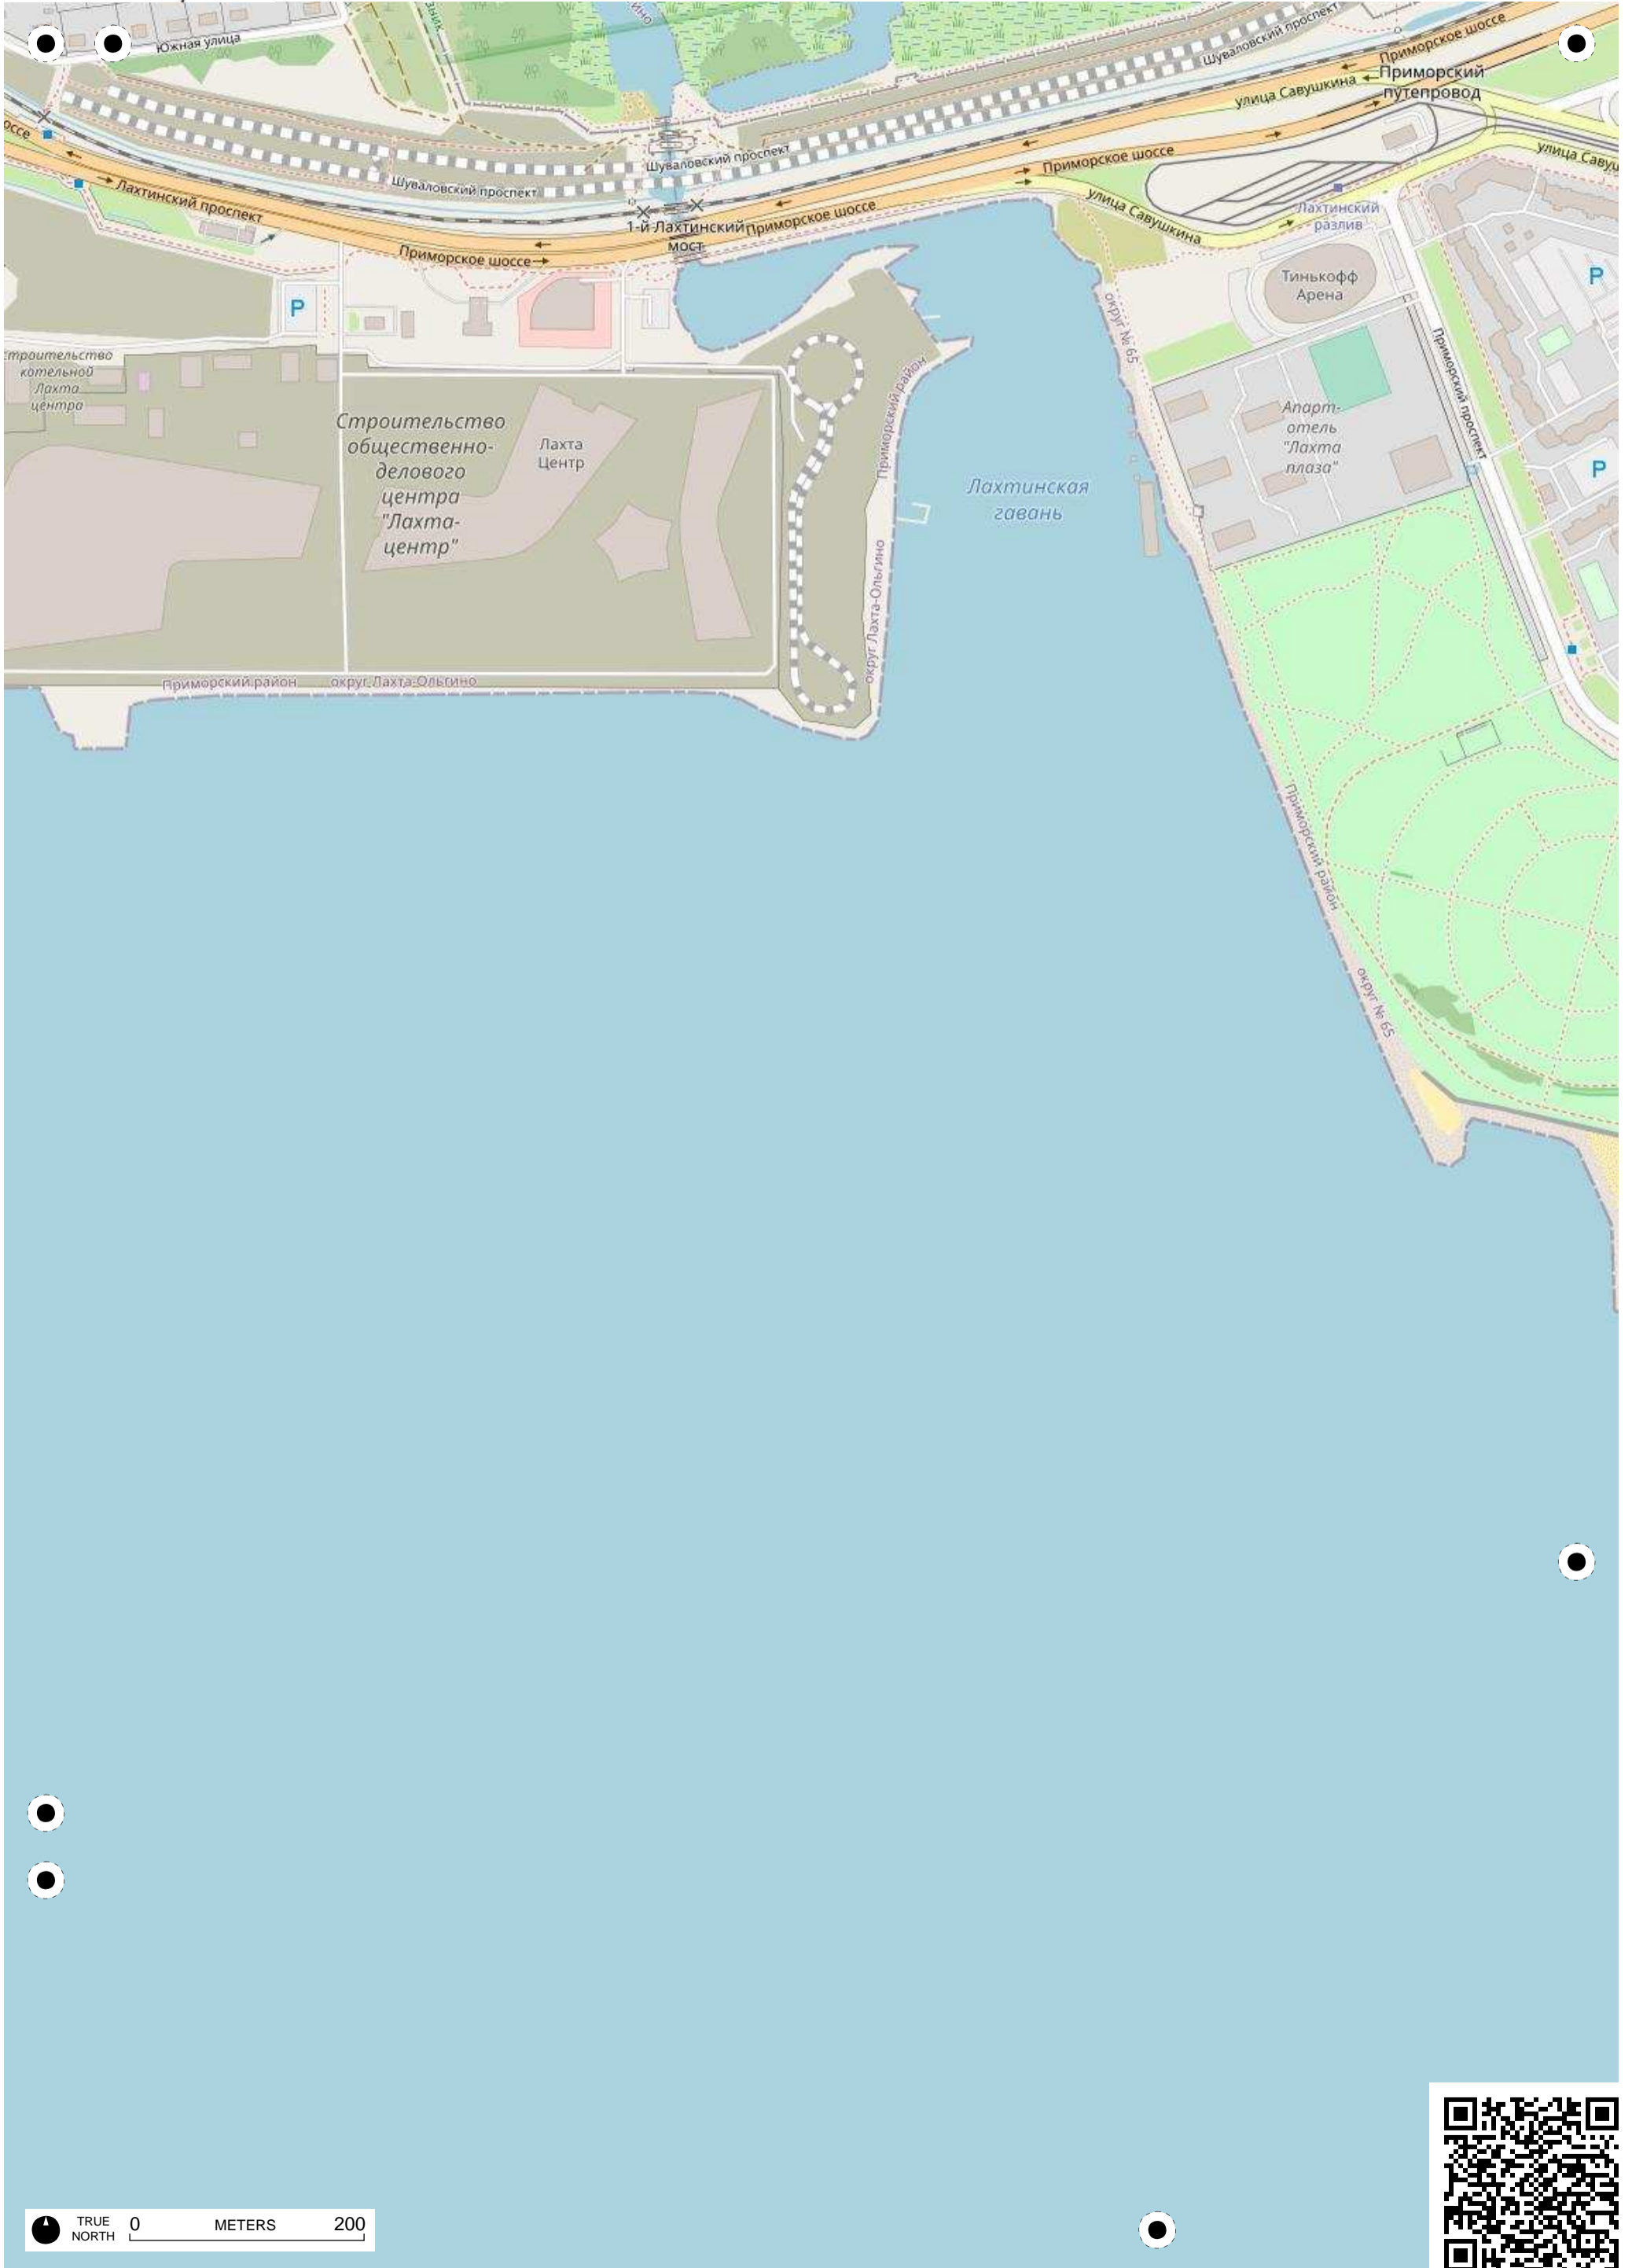 Южная улица
Шуваловский проспект
Приморское шоссе
Приморский
путепровод
улица Савушкина
оссе
Шуваловский проспект
Приморское шоссе
улица Савуш
Шуваловский проспект
Лахтинский проспект
1-й Лахтинский
мост
Приморское шоссе
улица Савушкина
Лахтинский
разлив
Приморское шоссе
Тинькофф
Арена
P
P
округ № 65
строительство
котельной
Лахта
центра
Приморский район
Приморский проспект
Строительство
общественно-
делового
центра
"Лахта-
центр"
Лахта
Центр
Апарт-
отель
"Лахта
плаза"
P
Лахтинская
гавань
округ Лахта-Ольгино
Приморский район
округ Лахта-Ольгино
Приморский район
округ № 65
TRUE
NORTH
0 METERS 200